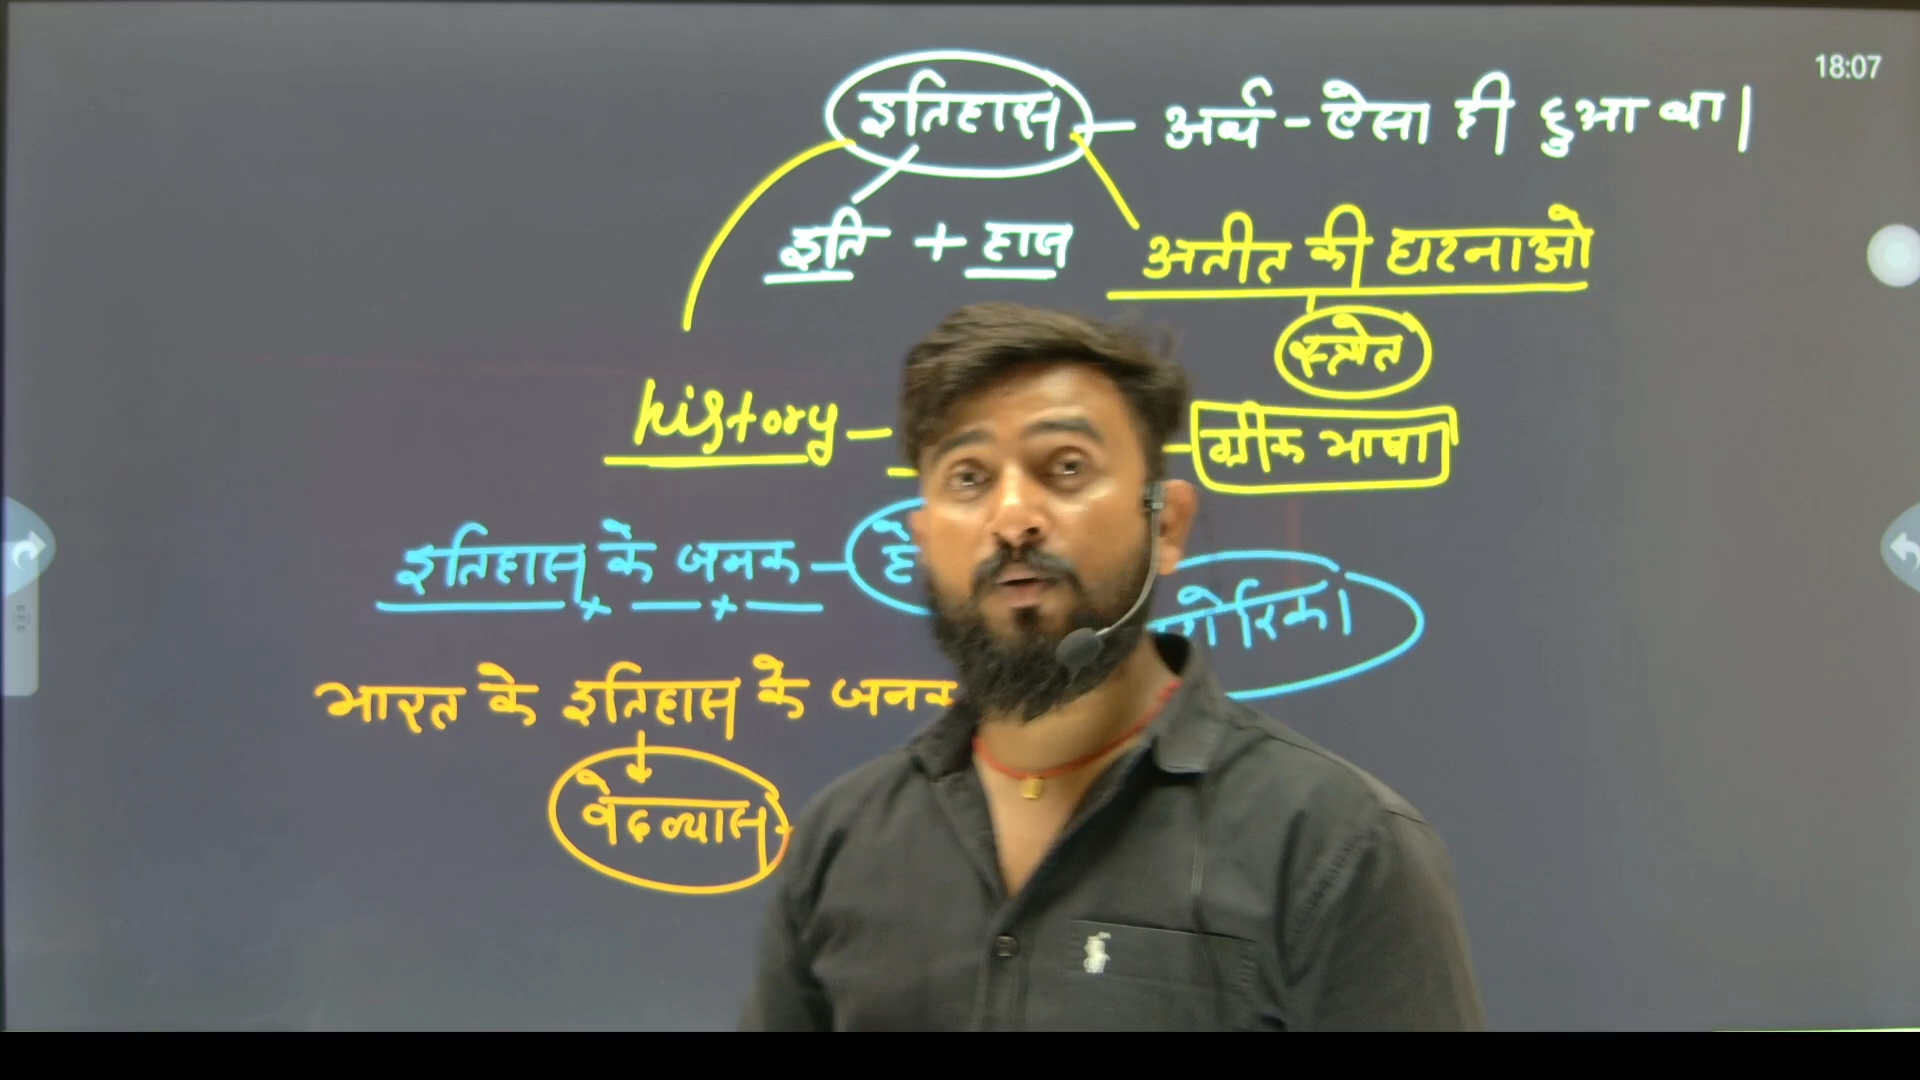 18:07
इतिहास - अर्थ - ऐसा ही हुआ था।
इति + हास
अतीत की घटनाओ
स्त्रोत
history -
- ग्रीक भाषा
इतिहास के जनक - हे
रिका
भारत के इतिहास के जनक
वेदव्यास